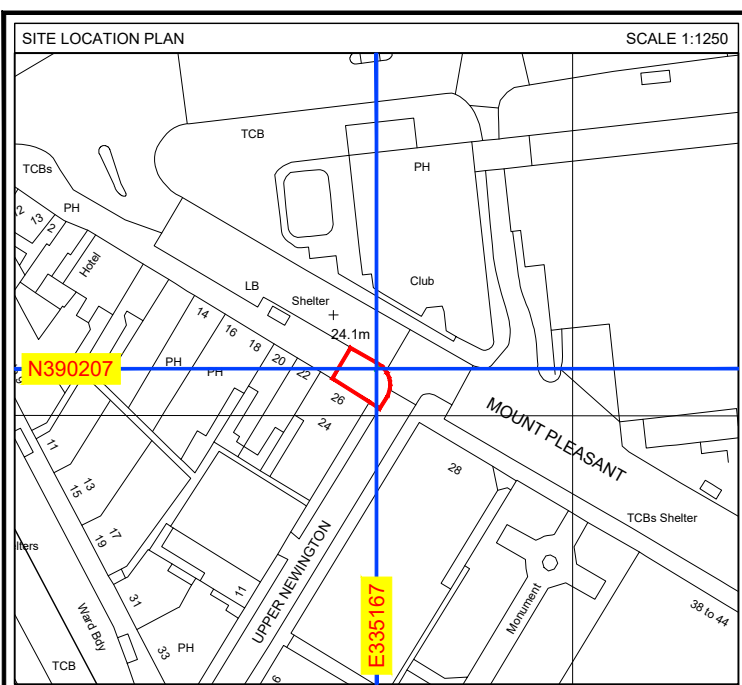 SITE LOCATION PLAN
SCALE 1:1250
TCB
TCBs
PH
PH
12
13
2
Hotel
LB
Club
Shelter
24.1m
14
16
18
20
22
PH
PH
N390207
26
24
MOUNT PLEASANT
28
11
13
15
17
19
TCBs Shelter
lters
UPPER NEWINGTON
E335167
Monument
11
31
38 to 44
Ward Bdy
33
PH
TCB
6